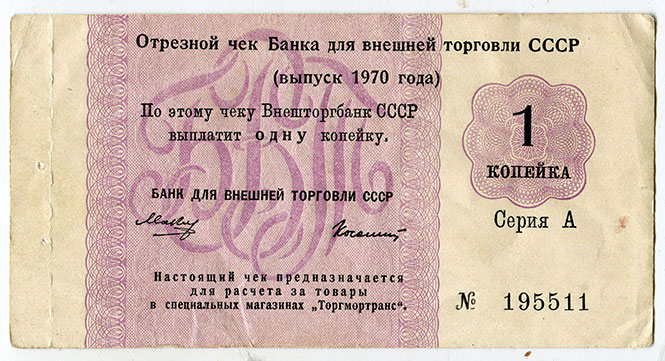 Отрезной чек Банка для внешней торговли СССР
(выпуск 1970 года)
По этому чеку Внешторгбанк СССР
выплатит одну копейку.
1
КОПЕЙКА
БАНК ДЛЯ ВНЕШНЕЙ ТОРГОВЛИ СССР
Серия А
Настоящий чек предназначается
для расчета за товары
в специальных магазинах „Торгмортранс“.
№ 195511